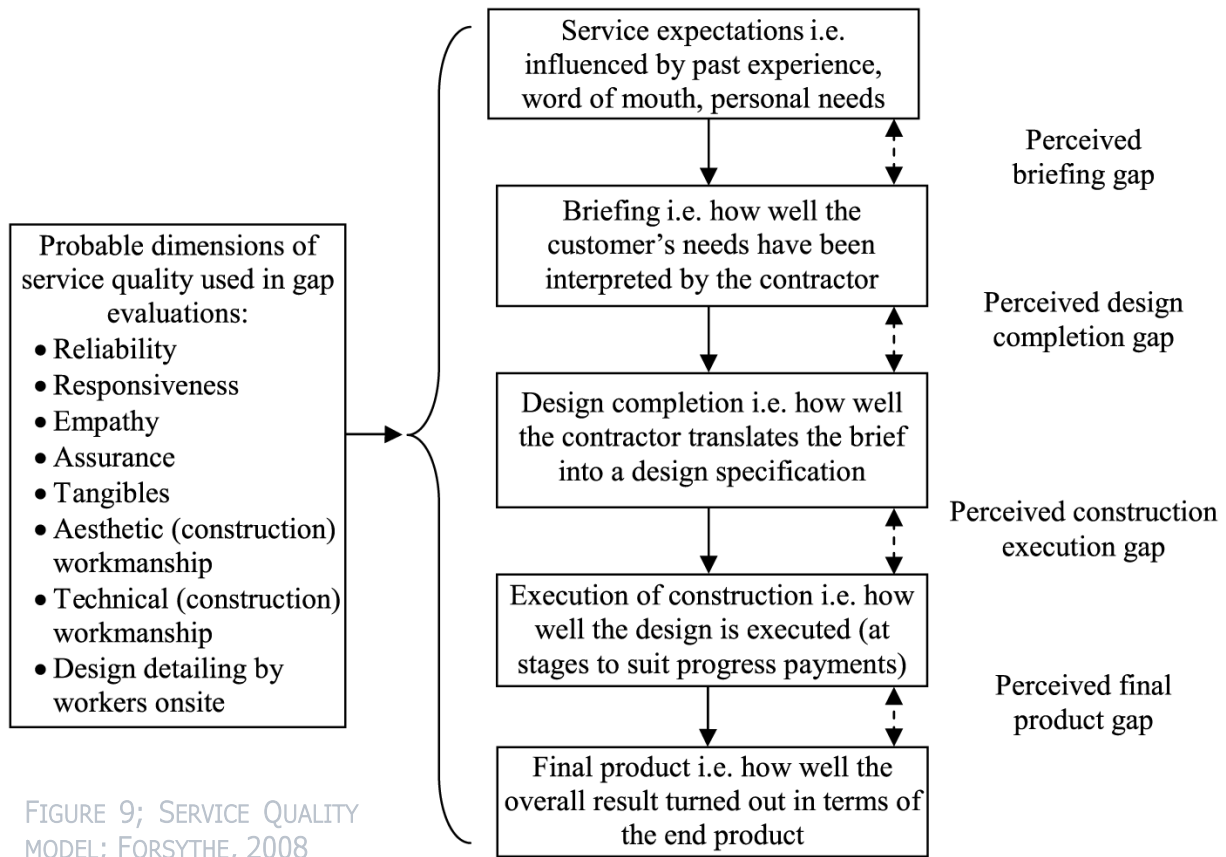 Service expectations i.e.
influenced by past experience,
word of mouth, personal needs
Perceived
briefing gap
Briefing i.e. how well the
customer’s needs have been
interpreted by the contractor
Probable dimensions of
service quality used in gap
evaluations:
• Reliability
• Responsiveness
• Empathy
• Assurance
• Tangibles
• Aesthetic (construction)
workmanship
• Technical (construction)
workmanship
• Design detailing by
workers onsite
Perceived design
completion gap
Design completion i.e. how well
the contractor translates the brief
into a design specification
Perceived construction
execution gap
Execution of construction i.e. how
well the design is executed (at
stages to suit progress payments)
Perceived final
product gap
Final product i.e. how well the
overall result turned out in terms of
the end product
FIGURE 9; SERVICE QUALITY
MODEL; FORSYTHE, 2008